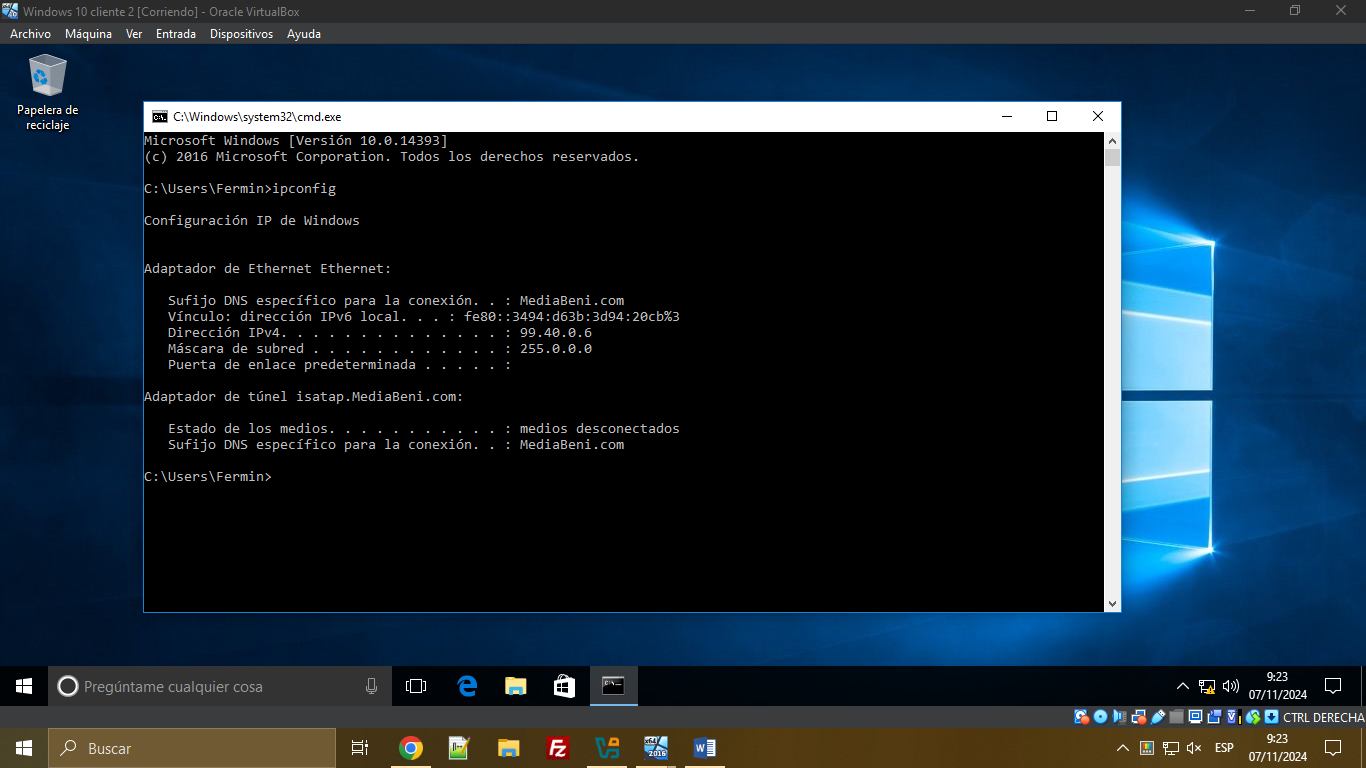 Windows 10 cliente 2 [Corriendo] - Oracle VirtualBox
Archivo Máquina Ver Entrada Dispositivos Ayuda
Papelera de
reciclaje
C:\Windows\system32\cmd.exe
Microsoft Windows [Versión 10.0.14393]
(c) 2016 Microsoft Corporation. Todos los derechos reservados.
C:\Users\Fermin>ipconfig
Configuración IP de Windows
Adaptador de Ethernet Ethernet:
Sufijo DNS específico para la conexión. . : MediaBeni.com
Vínculo: dirección IPv6 local. . . : fe80::3494:d63b:3d94:20cb%3
Dirección IPv4. . . . . . . . . . . . . . : 99.40.0.6
Máscara de subred . . . . . . . . . . . . : 255.0.0.0
Puerta de enlace predeterminada . . . . . :
Adaptador de túnel isatap.MediaBeni.com:
Estado de los medios. . . . . . . . . . . : medios desconectados
Sufijo DNS específico para la conexión. . : MediaBeni.com
C:\Users\Fermin>
Pregúntame cualquier cosa
9:23
07/11/2024
CTRL DERECHA
Buscar
x64
2016
ESP
9:23
07/11/2024